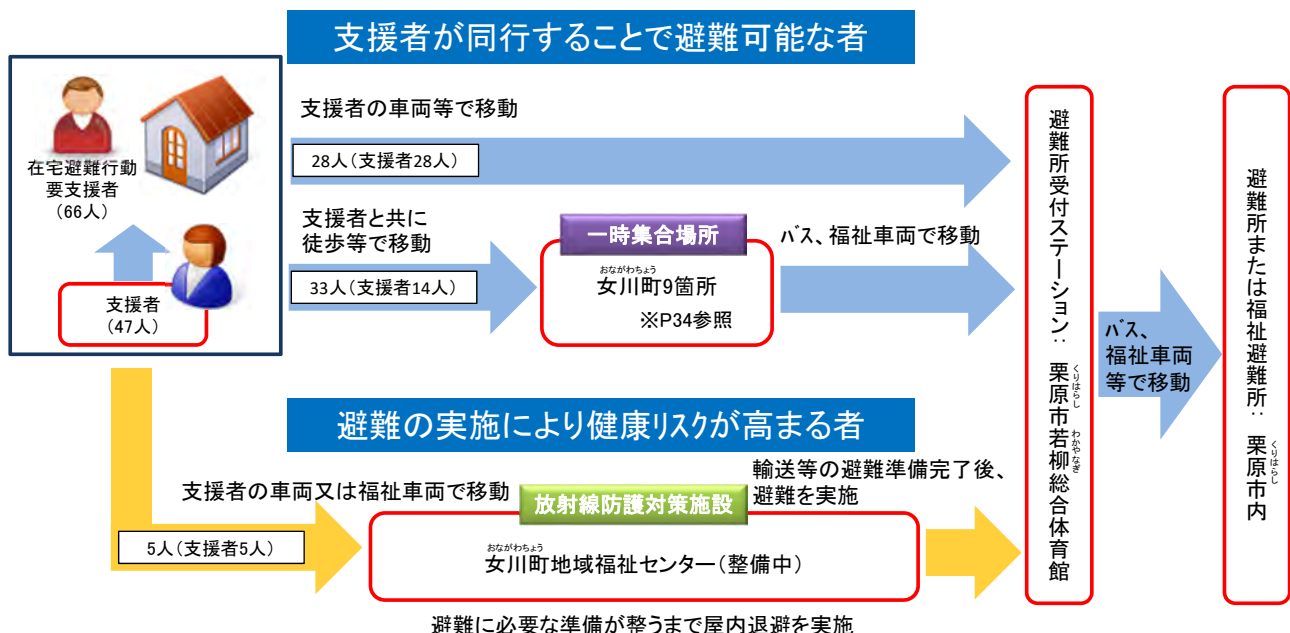 支援者が同行することで避難可能な者
在宅避難行動
要支援者
(66人)
支援者
(47人)
支援者の車両等で移動
28人(支援者28人)
支援者と共に
徒歩等で移動
33人(支援者14人)
一時集合場所
おながわちょう
女川町9箇所
※P34参照
バス、福祉車両で移動
避難の実施により健康リスクが高まる者
支援者の車両又は福祉車両で移動
5人(支援者5人)
放射線防護対策施設
おながわちょう
女川町地域福祉センター(整備中)
輸送等の避難準備完了後、
避難を実施
避難に必要な準備が整うまで屋内退避を実施
避難所受付ステーション:栗原市若柳総合体育館
くりはらし
わかやなぎ
バス、
福祉車両
等で移動
避難所または福祉避難所:栗原市内
くりはらし